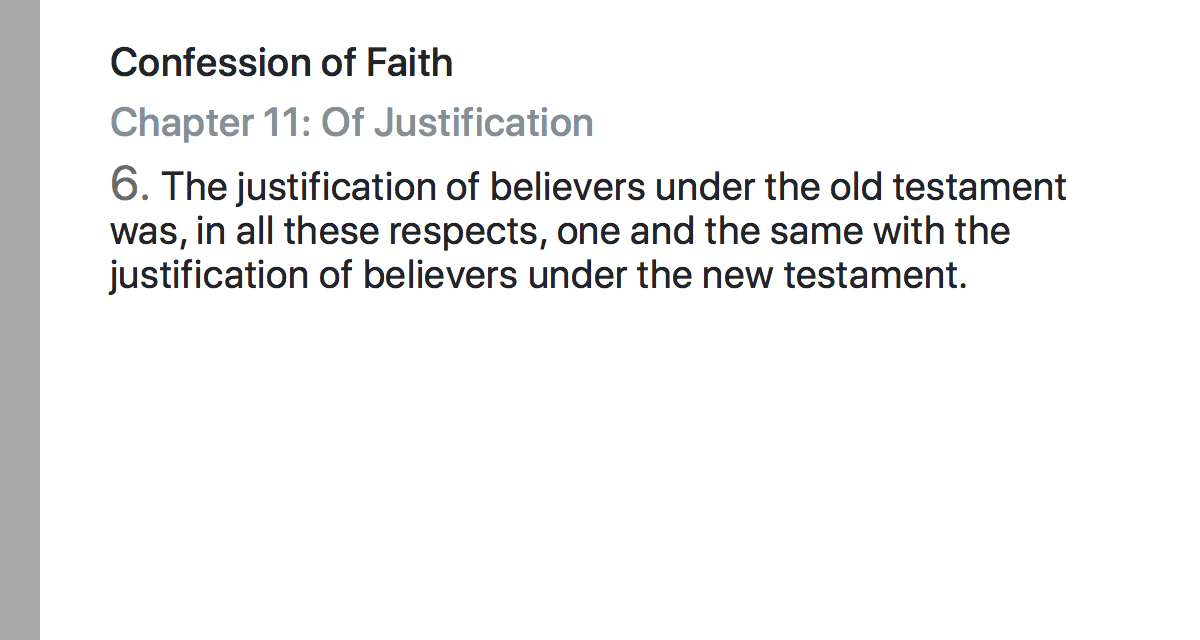 Confession of Faith
Chapter 11: Of Justification
6. The justification of believers under the old testament
was, in all these respects, one and the same with the
justification of believers under the new testament.